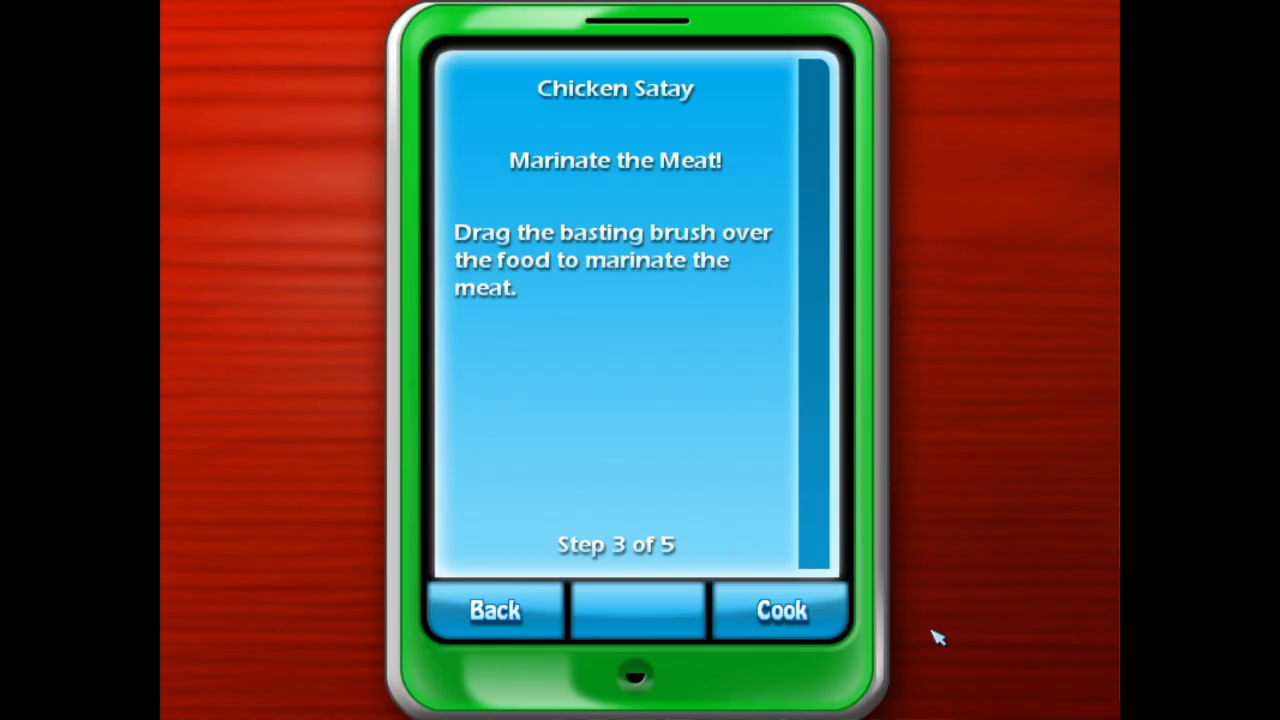 Chicken Satay
Marinate the Meat!
Drag the basting brush over
the food to marinate the
meat.
Step 3 of 5
Back
Cook